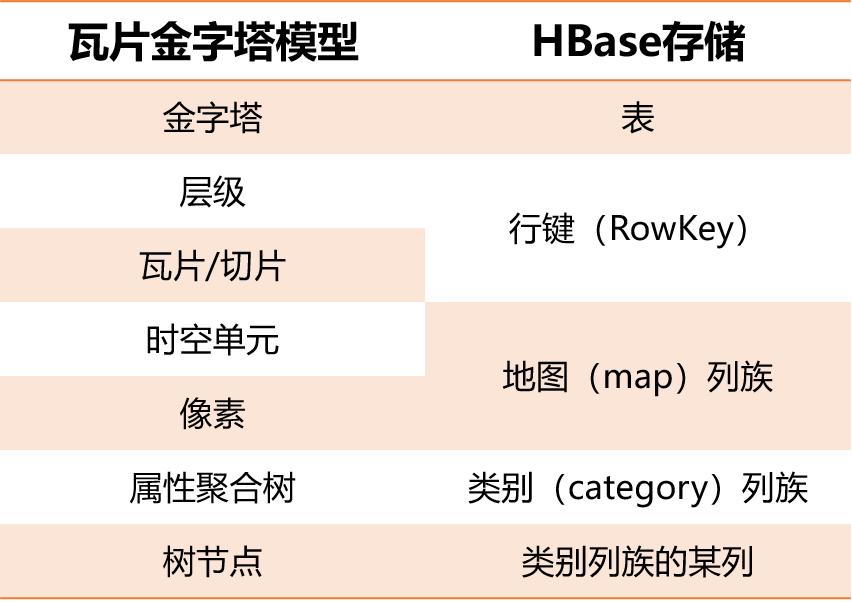 瓦片金字塔模型 HBase存储
金字塔 表
层级
行键（RowKey）
瓦片/切片
时空单元
地图（map）列族
像素
属性聚合树 类别（category）列族
树节点 类别列族的某列